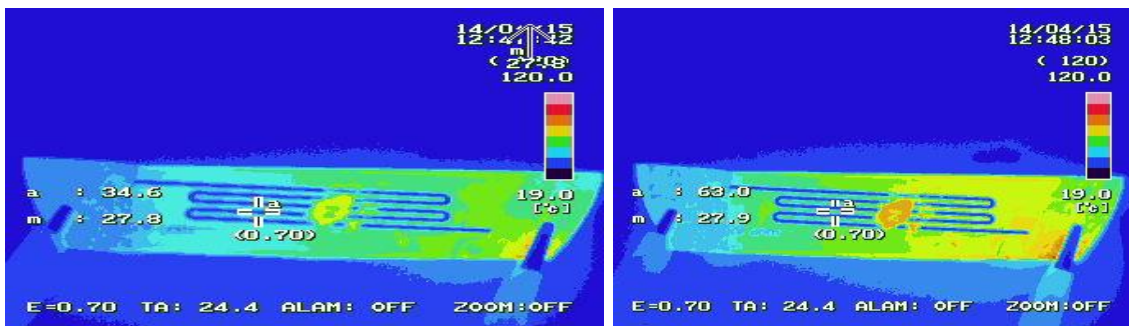 120.0
a : 34.6
a
m : 27.8
(0.70)
19.0
[℃]
E=0.70 TA: 24.4 ALAM: OFF ZOOM:OFF
14/04/15
12:48:03
( 120)
120.0
a : 63.0
a
m : 27.9
(0.70)
19.0
[℃]
E=0.70 TA: 24.4 ALAM: OFF ZOOM:OFF